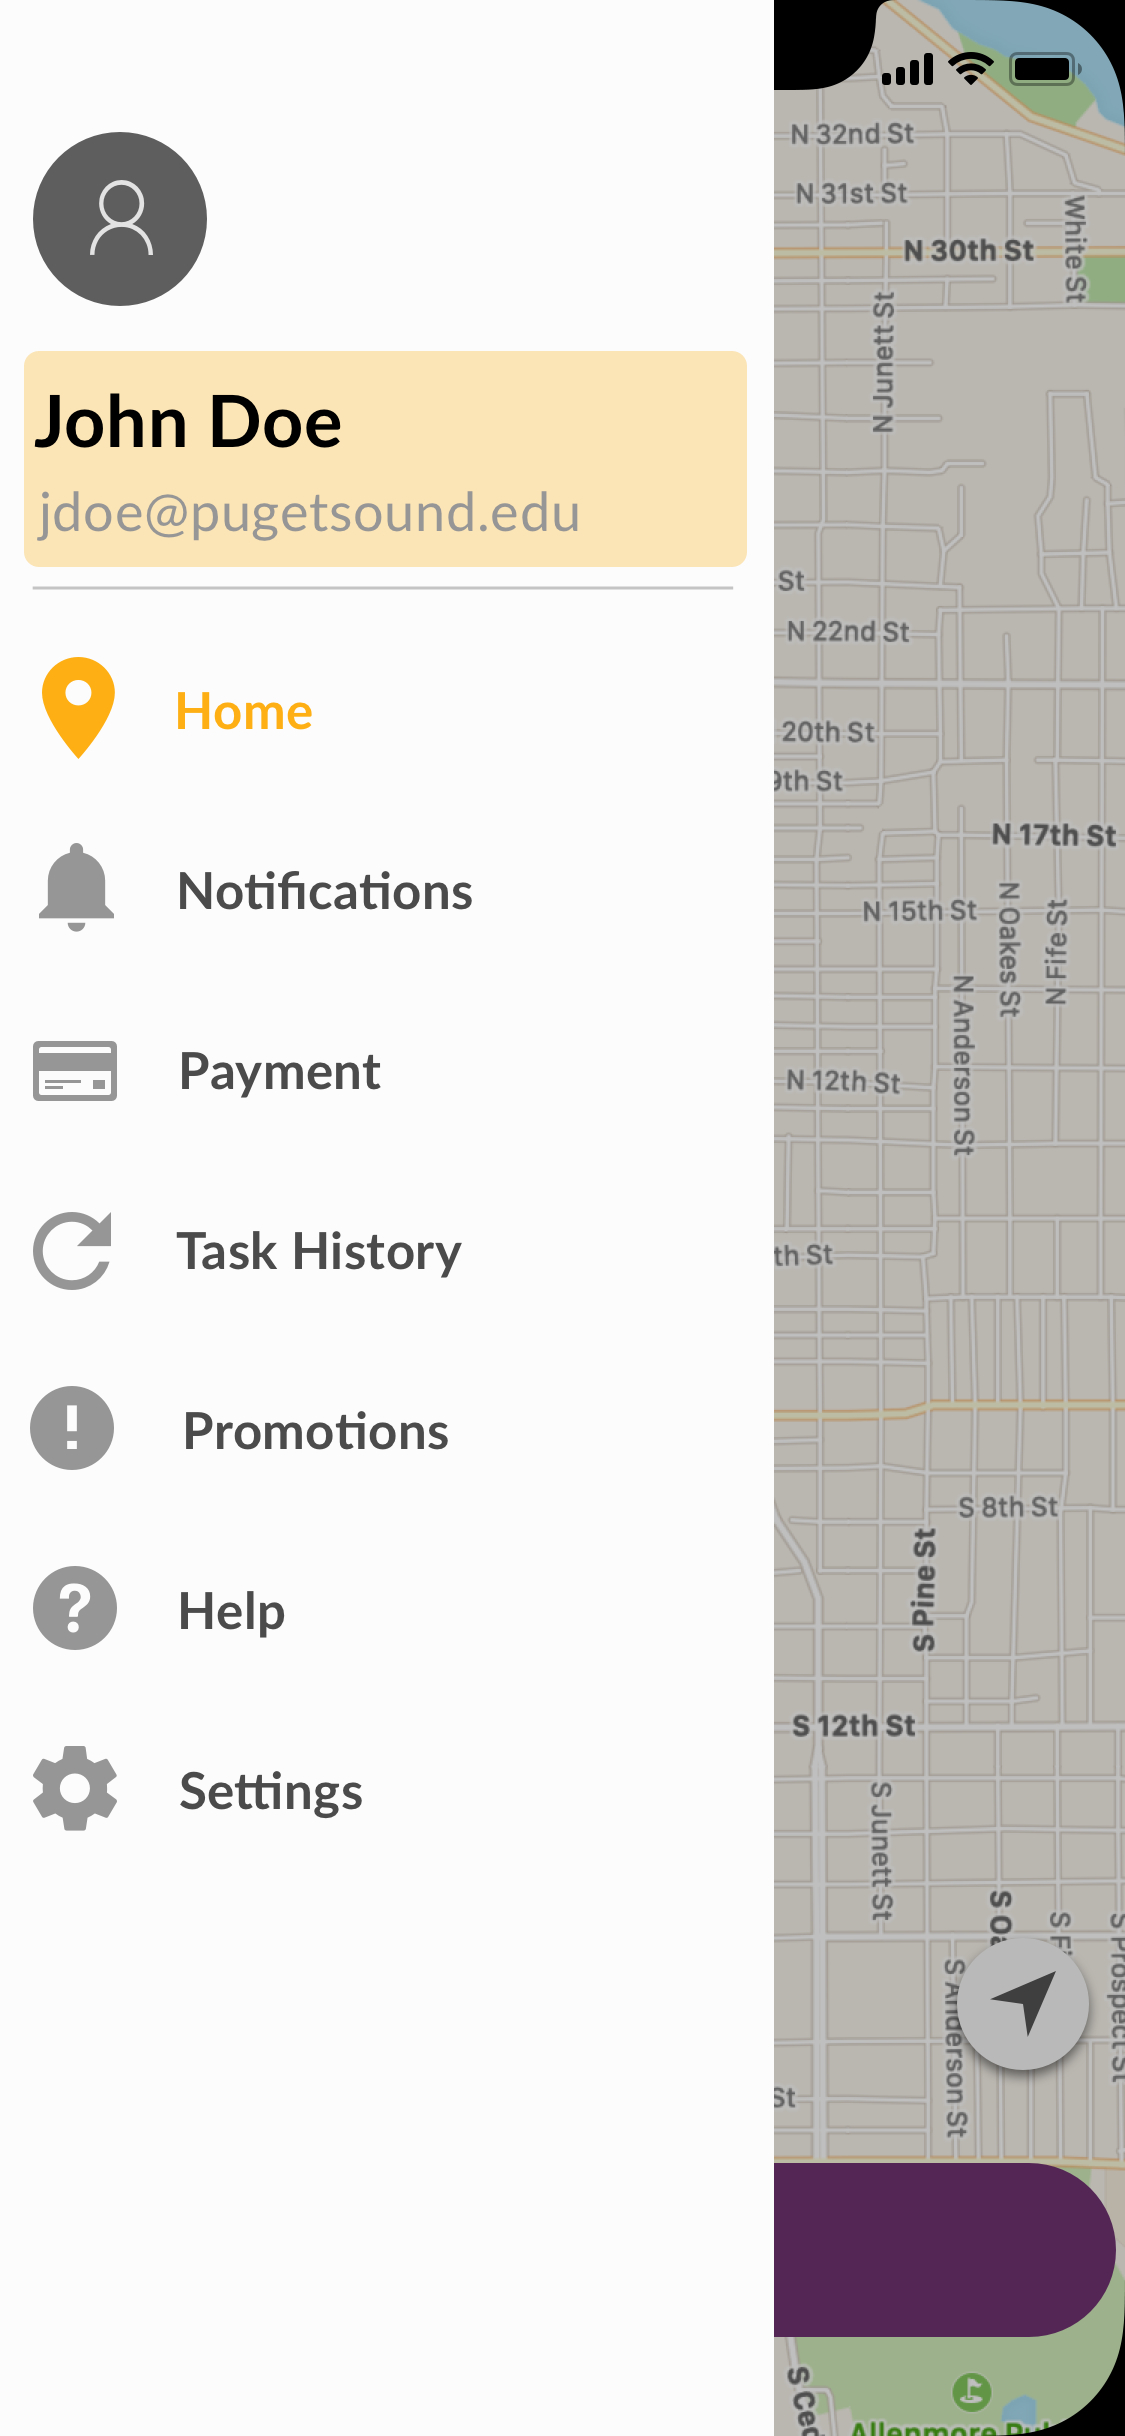 John Doe
jdoe@pugetsound.edu
Home
Notifications
Payment
Task History
Promotions
Help
Settings
N 32nd St
N 31st St
White St
N 30th St
N Junett St
St
N 22nd St
20th St
9th St
N 17th St
N Oakes St
N Fife St
N 15th St
N Anderson St
N 12th St
th St
S 8th St
S Pine St
S 12th St
S Junett St
S
S
S Prospect St
S Anderson St
St
S
Allenmore